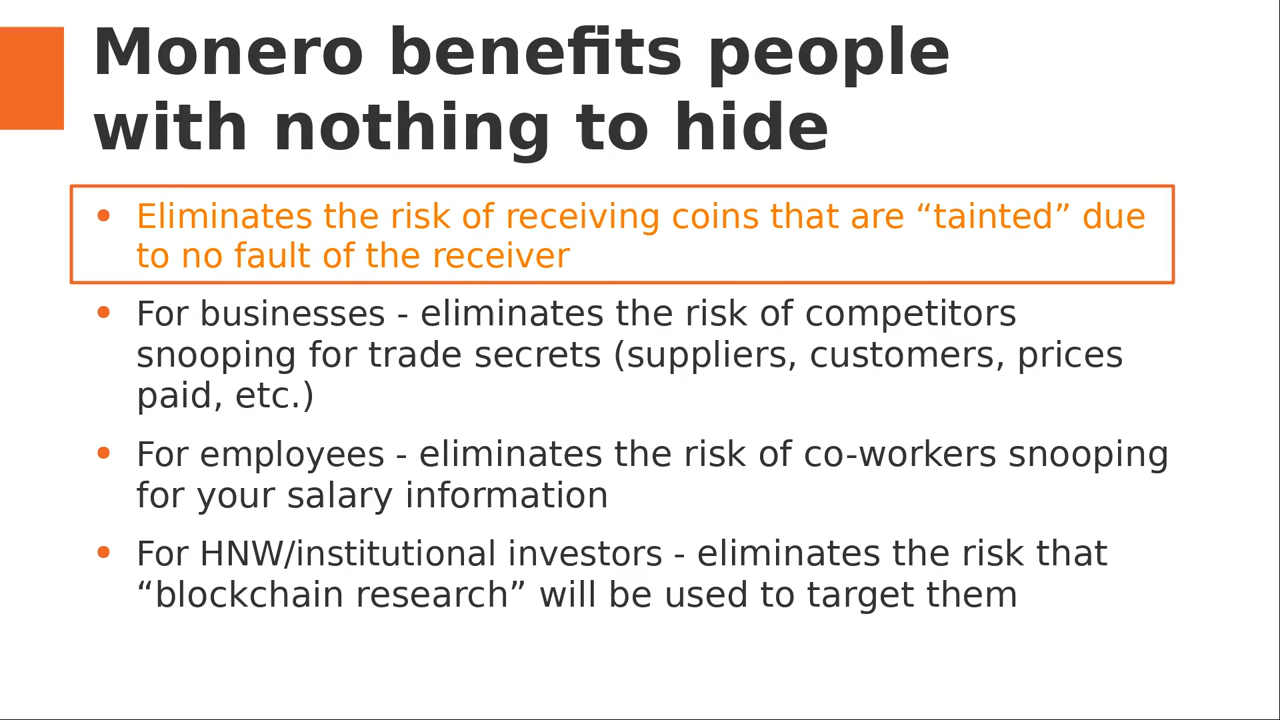 Monero benefits people
with nothing to hide
• Eliminates the risk of receiving coins that are “tainted” due
to no fault of the receiver
• For businesses - eliminates the risk of competitors
snooping for trade secrets (suppliers, customers, prices
paid, etc.)
• For employees - eliminates the risk of co-workers snooping
for your salary information
• For HNW/institutional investors - eliminates the risk that
“blockchain research” will be used to target them